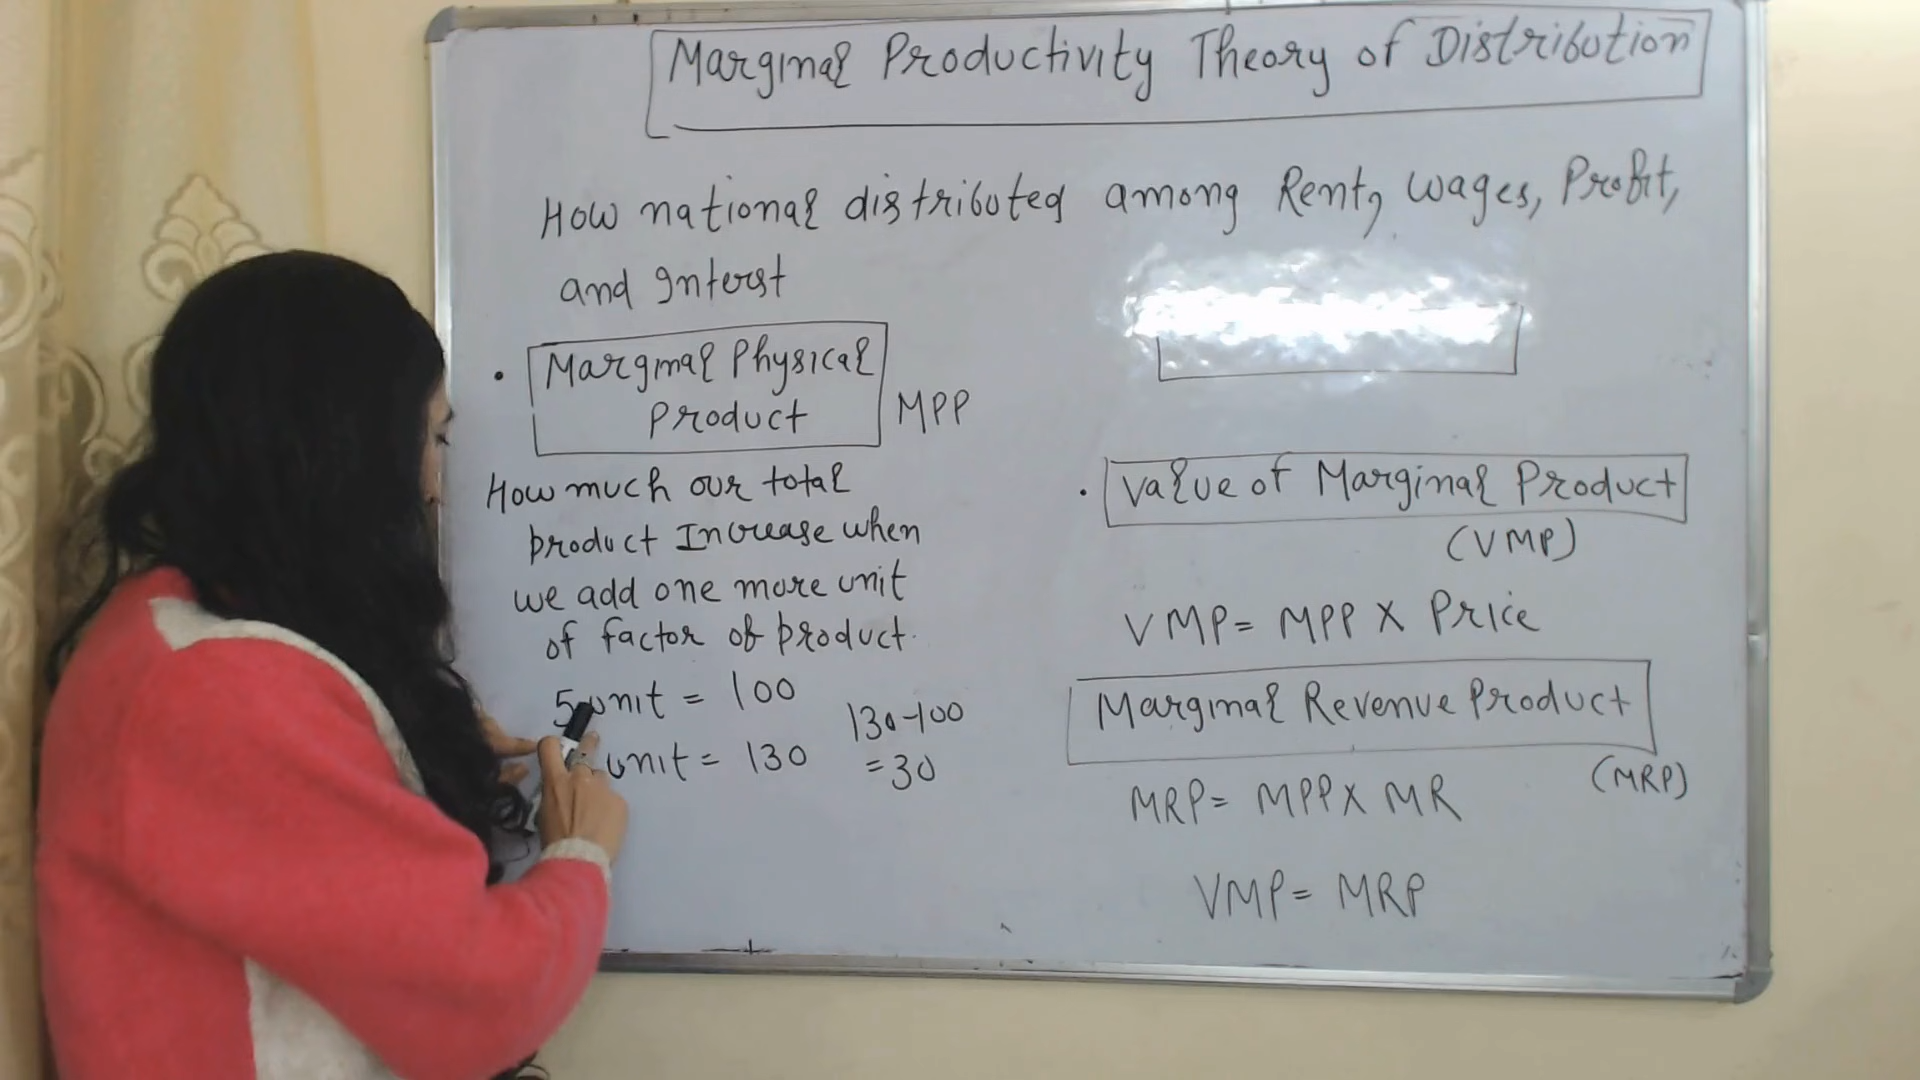 Marginal Productivity Theory of Distribution
How national distributed among Rent, Wages, Profit,
and Interst
Marginal Physical
Product
MPP
How much our total
product Increase when
we add one more unit
of factor of product.
5 unit = 100
unit = 130
130-100
= 30
Value of Marginal Product
(VMP)
VMP = MPP X Price
Marginal Revenue Product
(MRP)
MRP = MPP X MR
VMP = MRP